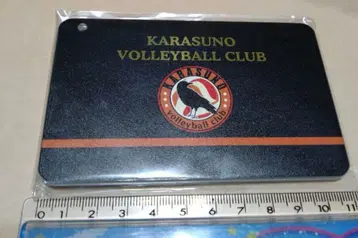 KARASUNO
VOLLEYBALL CLUB
KARASUNO
volleyball club
0 1 2 3 4 5 6 7 8 9 10 11